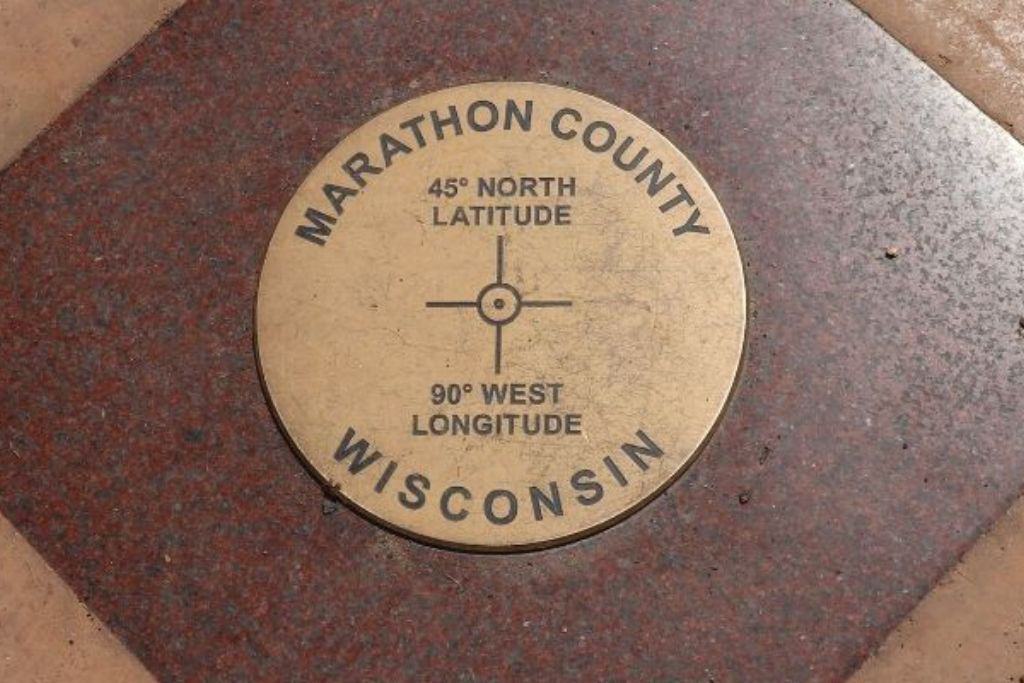 MARATHON COUNTY
45° NORTH
LATITUDE
90° WEST
LONGITUDE
WISCONSIN